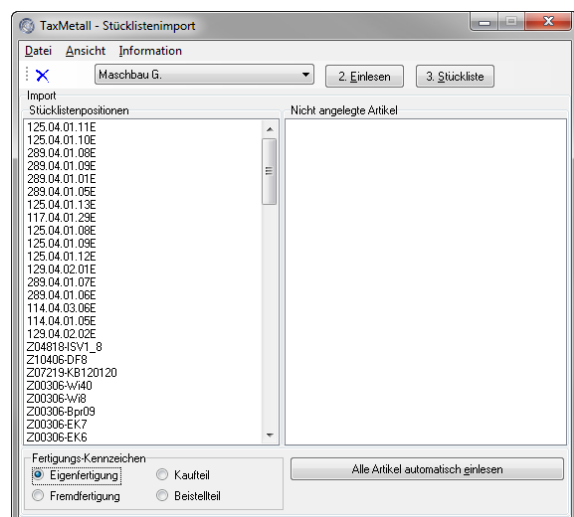 TaxMetall - Stücklistenimport
Datei Ansicht Information
Maschbau G. 2. Einlesen 3. Stückliste
Import
Stücklistenpositionen
125.04.01.11E
125.04.01.10E
289.04.01.08E
289.04.01.09E
289.04.01.01E
289.04.01.05E
125.04.01.13E
117.04.01.29E
125.04.01.08E
125.04.01.09E
125.04.01.12E
129.04.02.01E
289.04.01.07E
289.04.01.06E
114.04.03.06E
114.04.01.05E
129.04.02.02E
Z04818-ISV1_8
Z10406-DF8
Z07219-KB120120
Z00306-Wi40
Z00306-Wi8
Z00306-Bpr09
Z00306-EK7
Z00306-EK6
Nicht angelegte Artikel
Fertigungs-Kennzeichen
Eigenfertigung Kaufteil
Fremdfertigung Beistellteil
Alle Artikel automatisch einlesen